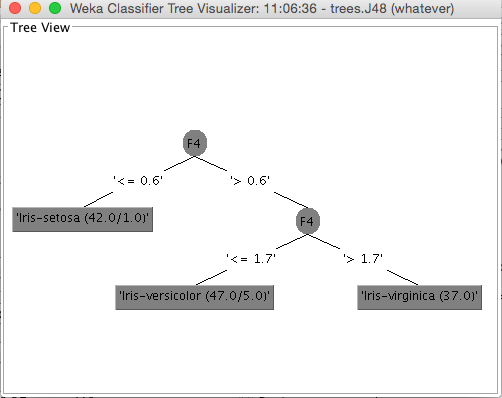 Weka Classifier Tree Visualizer: 11:06:36 - trees.J48 (whatever)
Tree View
F4
'<= 0.6'
'> 0.6'
'Iris-setosa (42.0/1.0)'
F4
'<= 1.7'
'> 1.7'
'Iris-versicolor (47.0/5.0)'
'Iris-virginica (37.0)'